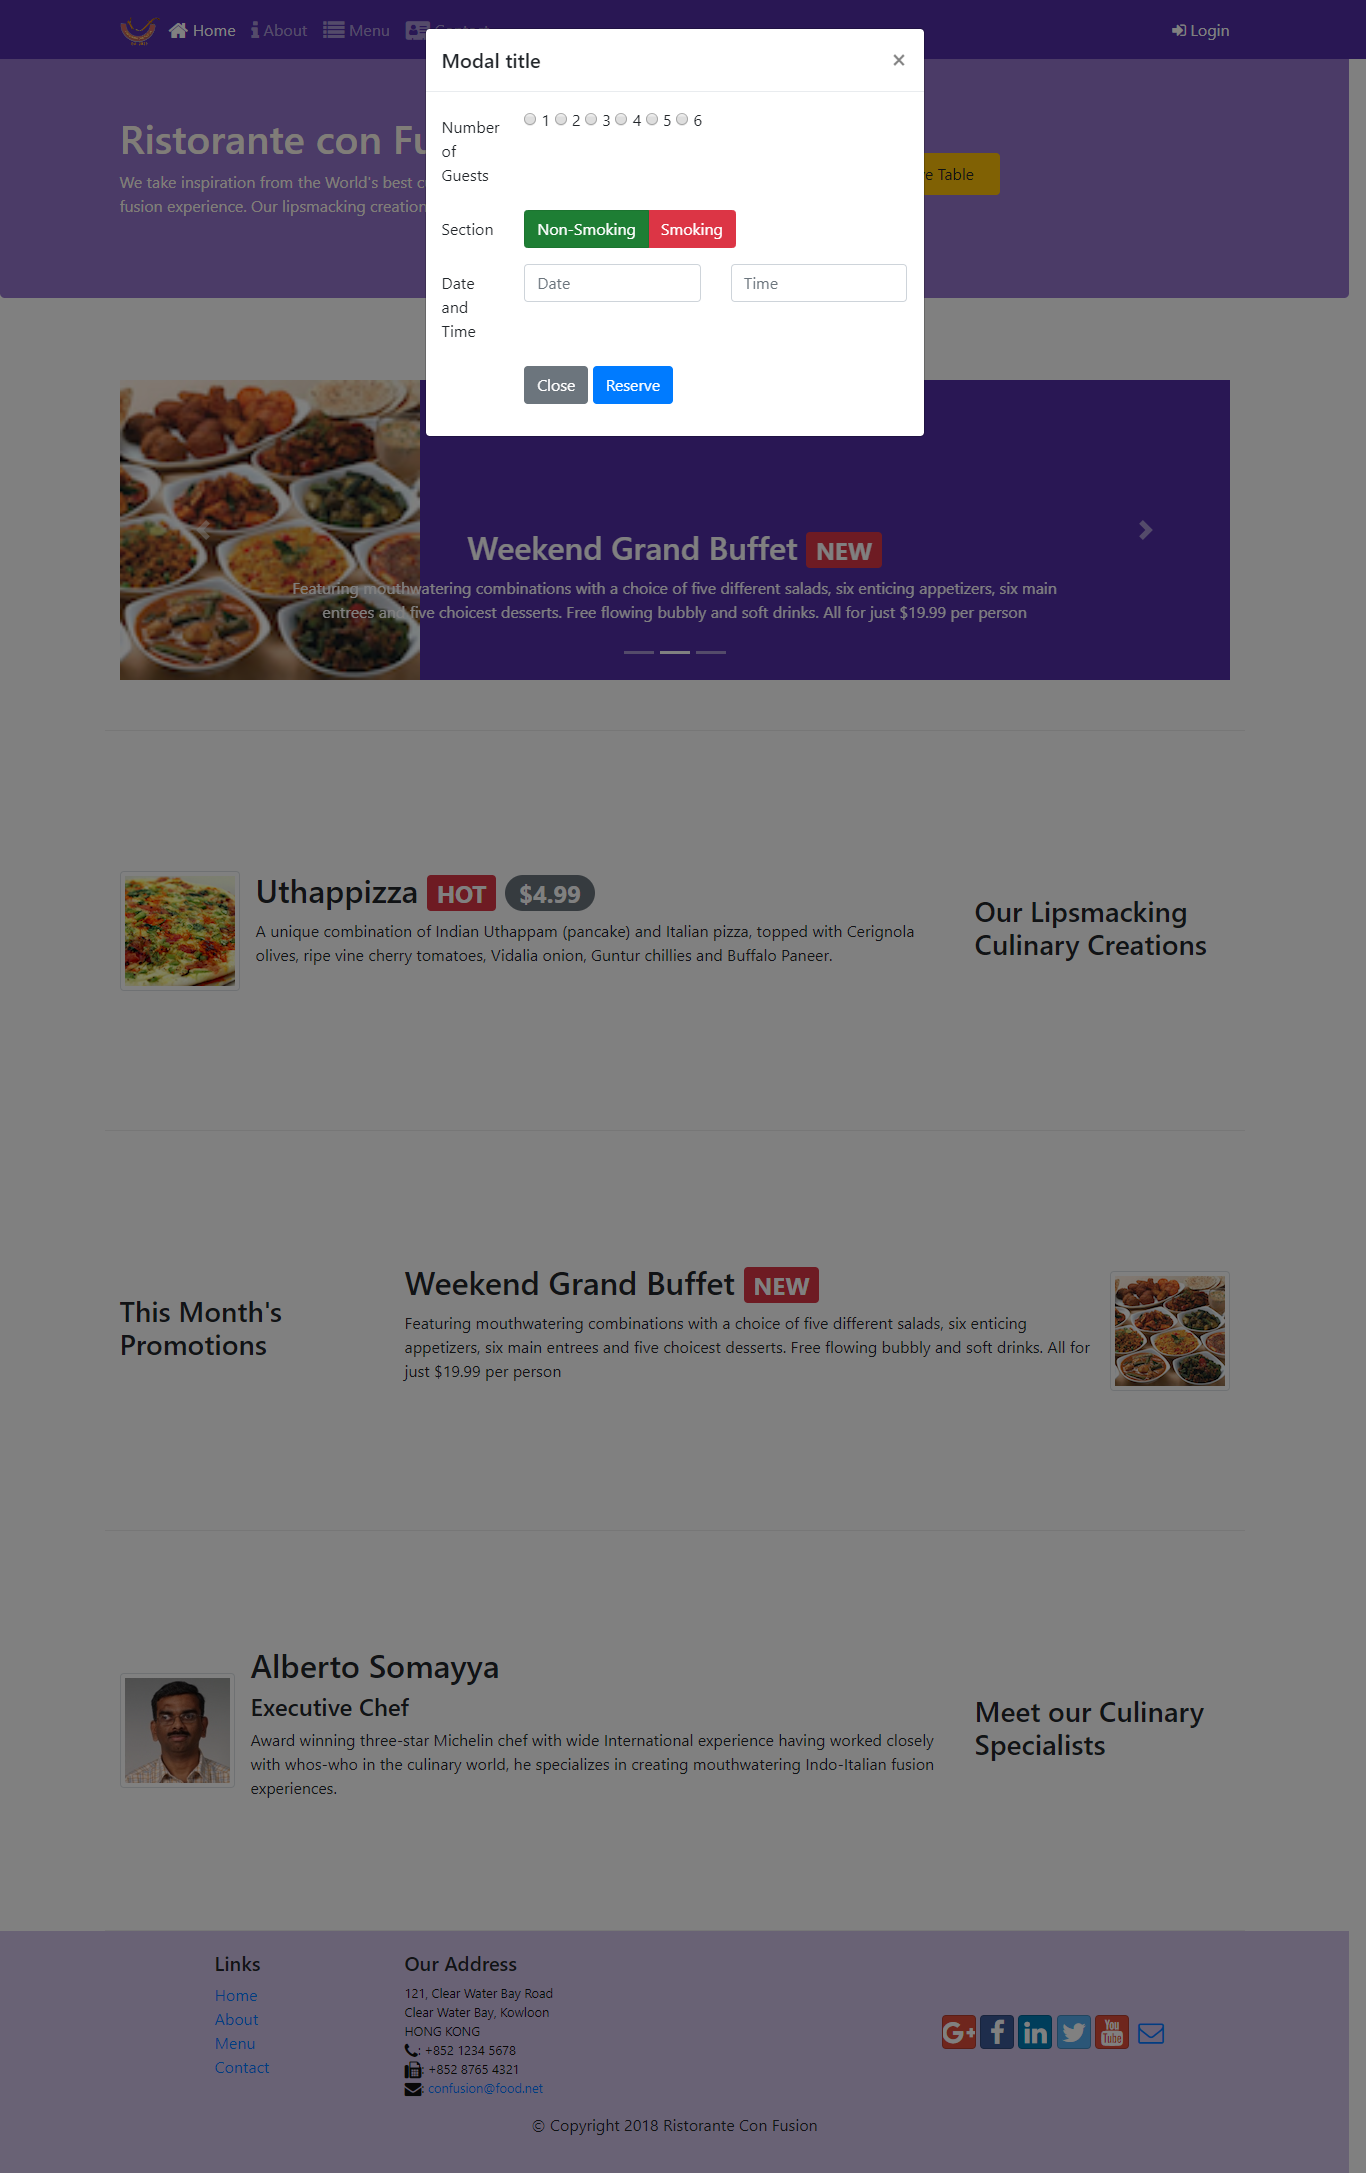 Home About Menu Contact Login
Modal title ×
Number of Guests
1 2 3 4 5 6
Section
Non-Smoking Smoking
Date and Time
Date Time
Close Reserve
Ristorante con Fu
We take inspiration from the World's best c
fusion experience. Our lipsmacking creation
Table
Weekend Grand Buffet NEW
Featuring mouthwatering combinations with a choice of five different salads, six enticing appetizers, six main
entrees and five choicest desserts. Free flowing bubbly and soft drinks. All for just $19.99 per person
Uthappizza HOT $4.99
A unique combination of Indian Uthappam (pancake) and Italian pizza, topped with Cerignola
olives, ripe vine cherry tomatoes, Vidalia onion, Guntur chillies and Buffalo Paneer.
Our Lipsmacking
Culinary Creations
This Month's
Promotions
Weekend Grand Buffet NEW
Featuring mouthwatering combinations with a choice of five different salads, six enticing
appetizers, six main entrees and five choicest desserts. Free flowing bubbly and soft drinks. All for
just $19.99 per person
Alberto Somayya
Executive Chef
Award winning three-star Michelin chef with wide International experience having worked closely
with whos-who in the culinary world, he specializes in creating mouthwatering Indo-Italian fusion
experiences.
Meet our Culinary
Specialists
Links
Home
About
Menu
Contact
Our Address
121, Clear Water Bay Road
Clear Water Bay, Kowloon
HONG KONG
: +852 1234 5678
: +852 8765 4321
: confusion@food.net
G+ f in You Tube
© Copyright 2018 Ristorante Con Fusion